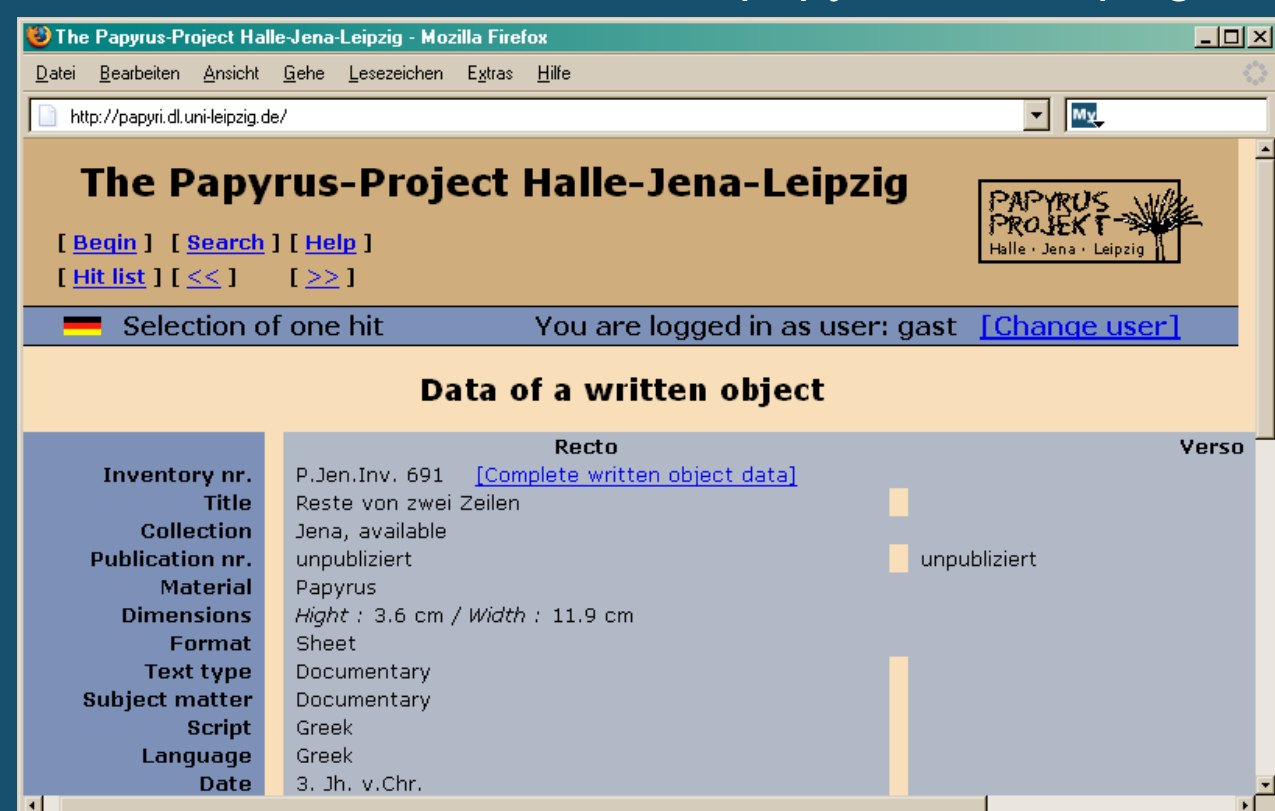 The Papyrus-Project Halle-Jena-Leipzig - Mozilla Firefox
Datei Bearbeiten Ansicht Gehe Lesezeichen Extras Hilfe
http://papyri.dl.uni-leipzig.de/ My
The Papyrus-Project Halle-Jena-Leipzig
PAPYRUS
PROJEKT
Halle · Jena · Leipzig
[ Begin ] [ Search ] [ Help ]
[ Hit list ] [ << ] [ >> ]
Selection of one hit You are logged in as user: gast [Change user]
Data of a written object
Recto Verso
Inventory nr. P.Jen.Inv. 691 [Complete written object data]
Title Reste von zwei Zeilen
Collection Jena, available
Publication nr. unpubliziert unpubliziert
Material Papyrus
Dimensions Hight : 3.6 cm / Width : 11.9 cm
Format Sheet
Text type Documentary
Subject matter Documentary
Script Greek
Language Greek
Date 3. Jh. v.Chr.